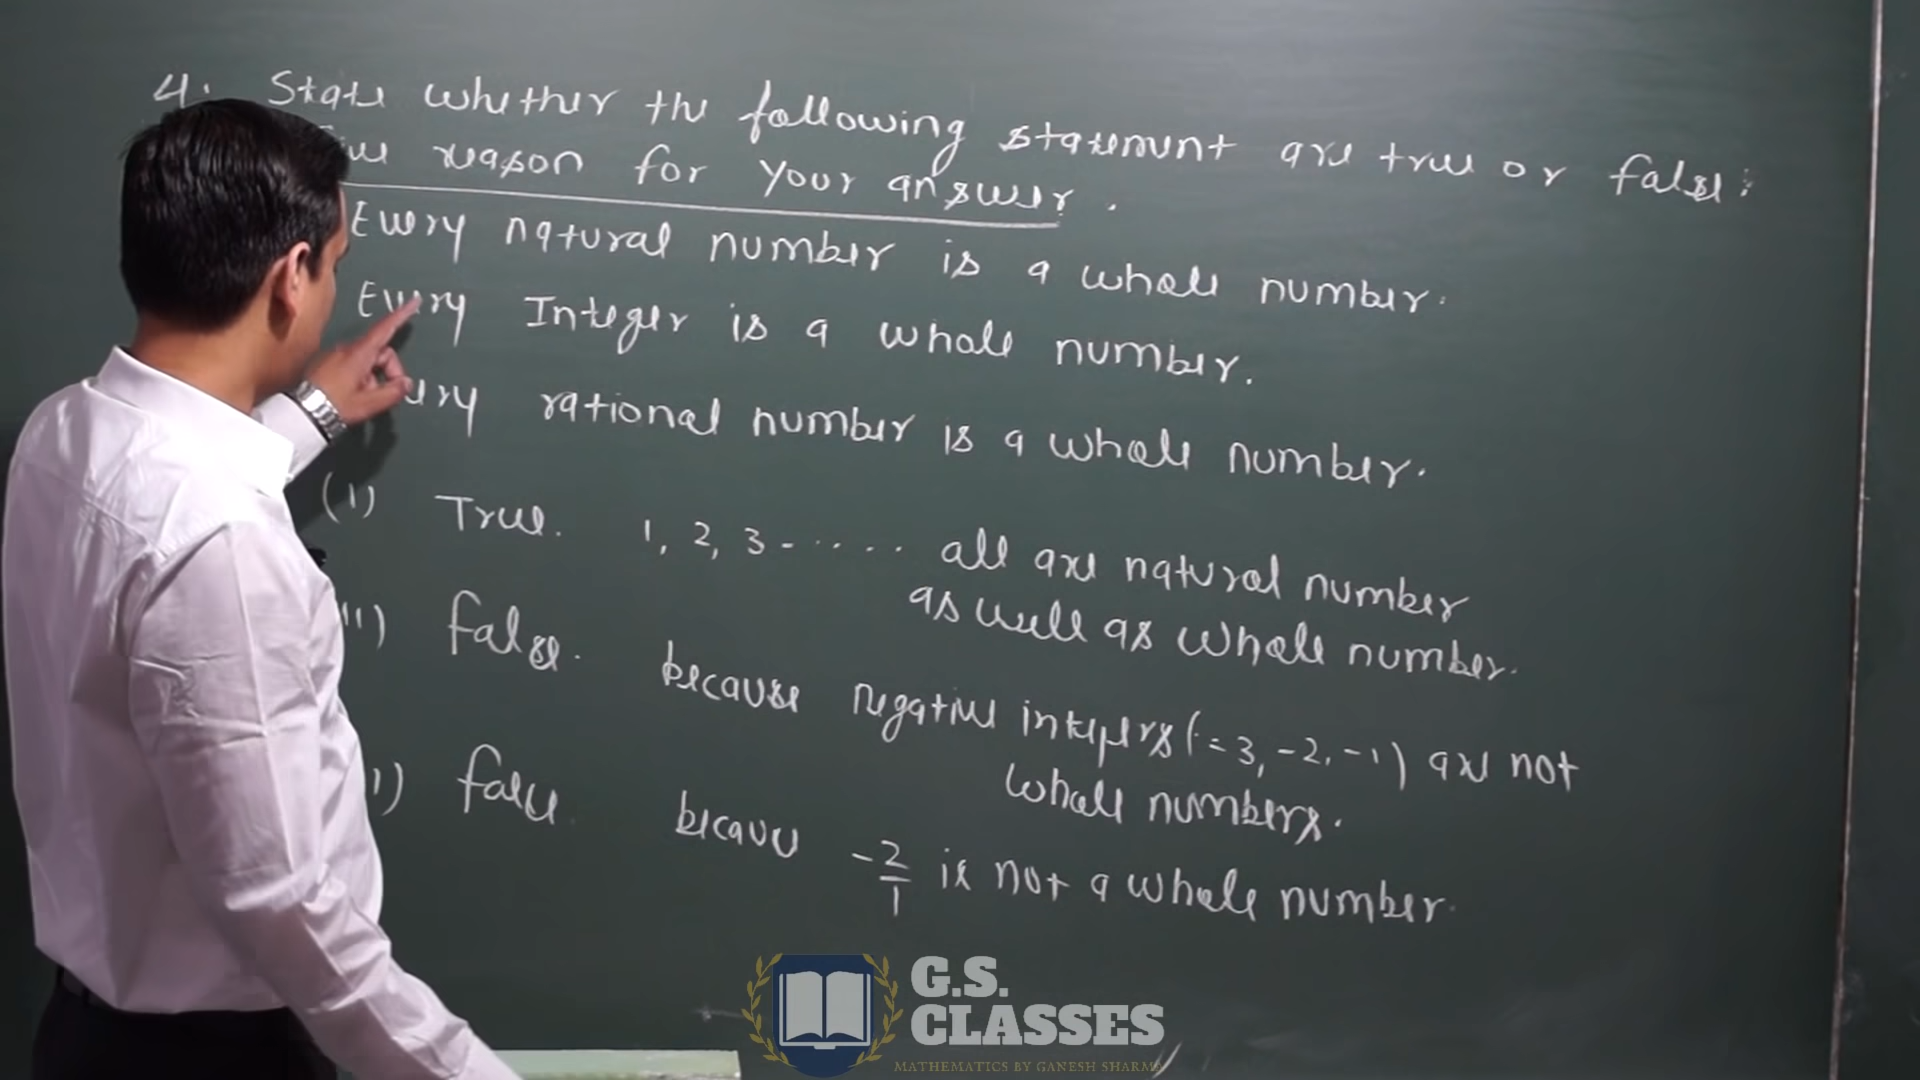 4. State whether the following statement are true or false:
reason for your answer.
Every natural number is a whole number.
Every Integer is a whole number.
rational number is a whole number.
(i) True. 1, 2, 3 - ..... all are natural number
as well as whole number.
false. because negative integers (-3, -2, -1) are not
whole numbers.
false. because -2/1 is not a whole number.
G.S.
CLASSES
MATHEMATICS BY GANESH SHARMA